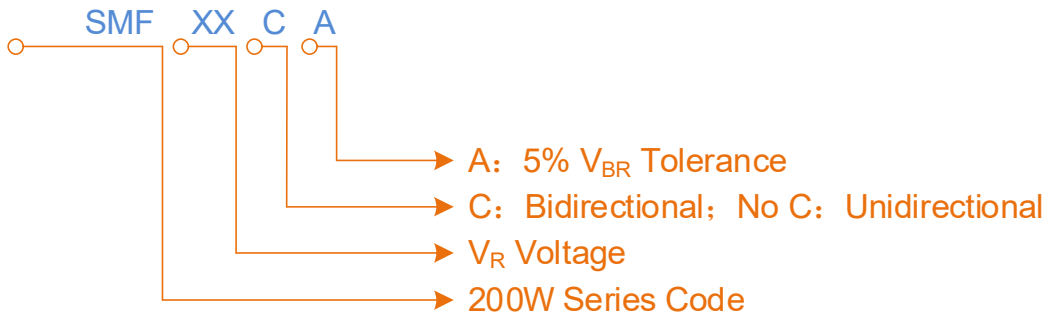 SMF XX C A
A：5% VBR Tolerance
C：Bidirectional；No C：Unidirectional
VR Voltage
200W Series Code